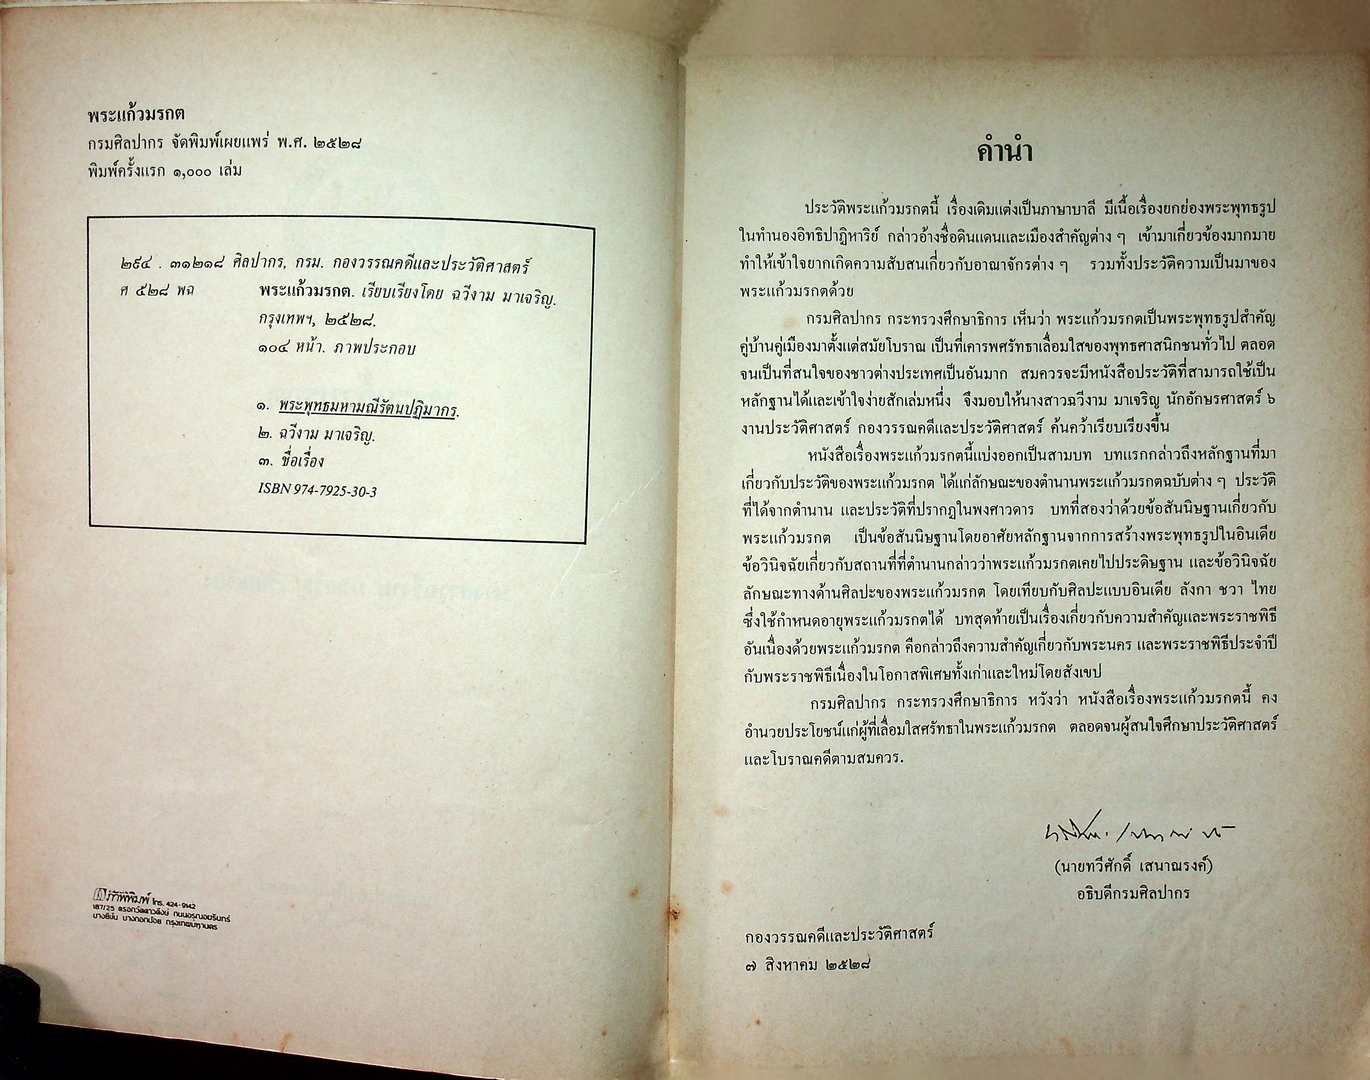 พระแก้วมรกต
กรมศิลปากร จัดพิมพ์เผยแพร่ พ.ศ. ๒๕๒๘
พิมพ์ครั้งแรก ๑,๐๐๐ เล่ม
๒๙๔ . ๓๑๒๑๘ ศิลปากร, กรม. กองวรรณคดีและประวัติศาสตร์
ศ ๕๒๘ พฉ พระแก้วมรกต. เรียบเรียงโดย ฉวีงาม มาเจริญ.
กรุงเทพฯ, ๒๕๒๘.
๑๐๔ หน้า. ภาพประกอบ
๑. พระพุทธมหามณีรัตนปฏิมากร.
๒. ฉวีงาม มาเจริญ.
๓. ชื่อเรื่อง
ISBN 974-7925-30-3
โทร. 424-9142
บางยี่ขัน บางกอกน้อย กรุงเทพมหานคร
คำนำ
ประวัติพระแก้วมรกตนี้ เรื่องเดิมแต่งเป็นภาษาบาลี มีเนื้อเรื่องยกย่องพระพุทธรูป
ในทำนองอิทธิปาฏิหาริย์ กล่าวอ้างชื่อดินแดนและเมืองสำคัญต่าง ๆ เข้ามาเกี่ยวข้องมากมาย
ทำให้เข้าใจยากเกิดความสับสนเกี่ยวกับอาณาจักรต่าง ๆ รวมทั้งประวัติความเป็นมาของ
พระแก้วมรกตด้วย
กรมศิลปากร กระทรวงศึกษาธิการ เห็นว่า พระแก้วมรกตเป็นพระพุทธรูปสำคัญ
คู่บ้านคู่เมืองมาตั้งแต่สมัยโบราณ เป็นที่เคารพศรัทธาเลื่อมใสของพุทธศาสนิกชนทั่วไป ตลอด
จนเป็นที่สนใจของชาวต่างประเทศเป็นอันมาก สมควรจะมีหนังสือประวัติที่สามารถใช้เป็น
หลักฐานได้และเข้าใจง่ายสักเล่มหนึ่ง จึงมอบให้นางสาวฉวีงาม มาเจริญ นักอักษรศาสตร์ ๖
งานประวัติศาสตร์ กองวรรณคดีและประวัติศาสตร์ ค้นคว้าเรียบเรียงขึ้น
หนังสือเรื่องพระแก้วมรกตนี้แบ่งออกเป็นสามบท บทแรกกล่าวถึงหลักฐานที่มา
เกี่ยวกับประวัติของพระแก้วมรกต ได้แก่ลักษณะของตำนานพระแก้วมรกตฉบับต่าง ๆ ประวัติ
ที่ได้จากตำนาน และประวัติที่ปรากฏในพงศาวดาร บทที่สองว่าด้วยข้อสันนิษฐานเกี่ยวกับ
พระแก้วมรกต เป็นข้อสันนิษฐานโดยอาศัยหลักฐานจากการสร้างพระพุทธรูปในอินเดีย
ข้อวินิจฉัยเกี่ยวกับสถานที่ที่ตำนานกล่าวว่าพระแก้วมรกตเคยไปประดิษฐาน และข้อวินิจฉัย
ลักษณะทางด้านศิลปะของพระแก้วมรกต โดยเทียบกับศิลปะแบบอินเดีย ลังกา ชวา ไทย
ซึ่งใช้กำหนดอายุพระแก้วมรกตได้ บทสุดท้ายเป็นเรื่องเกี่ยวกับความสำคัญและพระราชพิธี
อันเนื่องด้วยพระแก้วมรกต คือกล่าวถึงความสำคัญเกี่ยวกับพระนคร และพระราชพิธีประจำปี
กับพระราชพิธีเนื่องในโอกาสพิเศษทั้งเก่าและใหม่โดยสังเขป
กรมศิลปากร กระทรวงศึกษาธิการ หวังว่า หนังสือเรื่องพระแก้วมรกตนี้ คง
อำนวยประโยชน์แก่ผู้ที่เลื่อมใสศรัทธาในพระแก้วมรกต ตลอดจนผู้สนใจศึกษาประวัติศาสตร์
และโบราณคดีตามสมควร.
(นายทวีศักดิ์ เสนาณรงค์)
อธิบดีกรมศิลปากร
กองวรรณคดีและประวัติศาสตร์
๗ สิงหาคม ๒๕๒๘